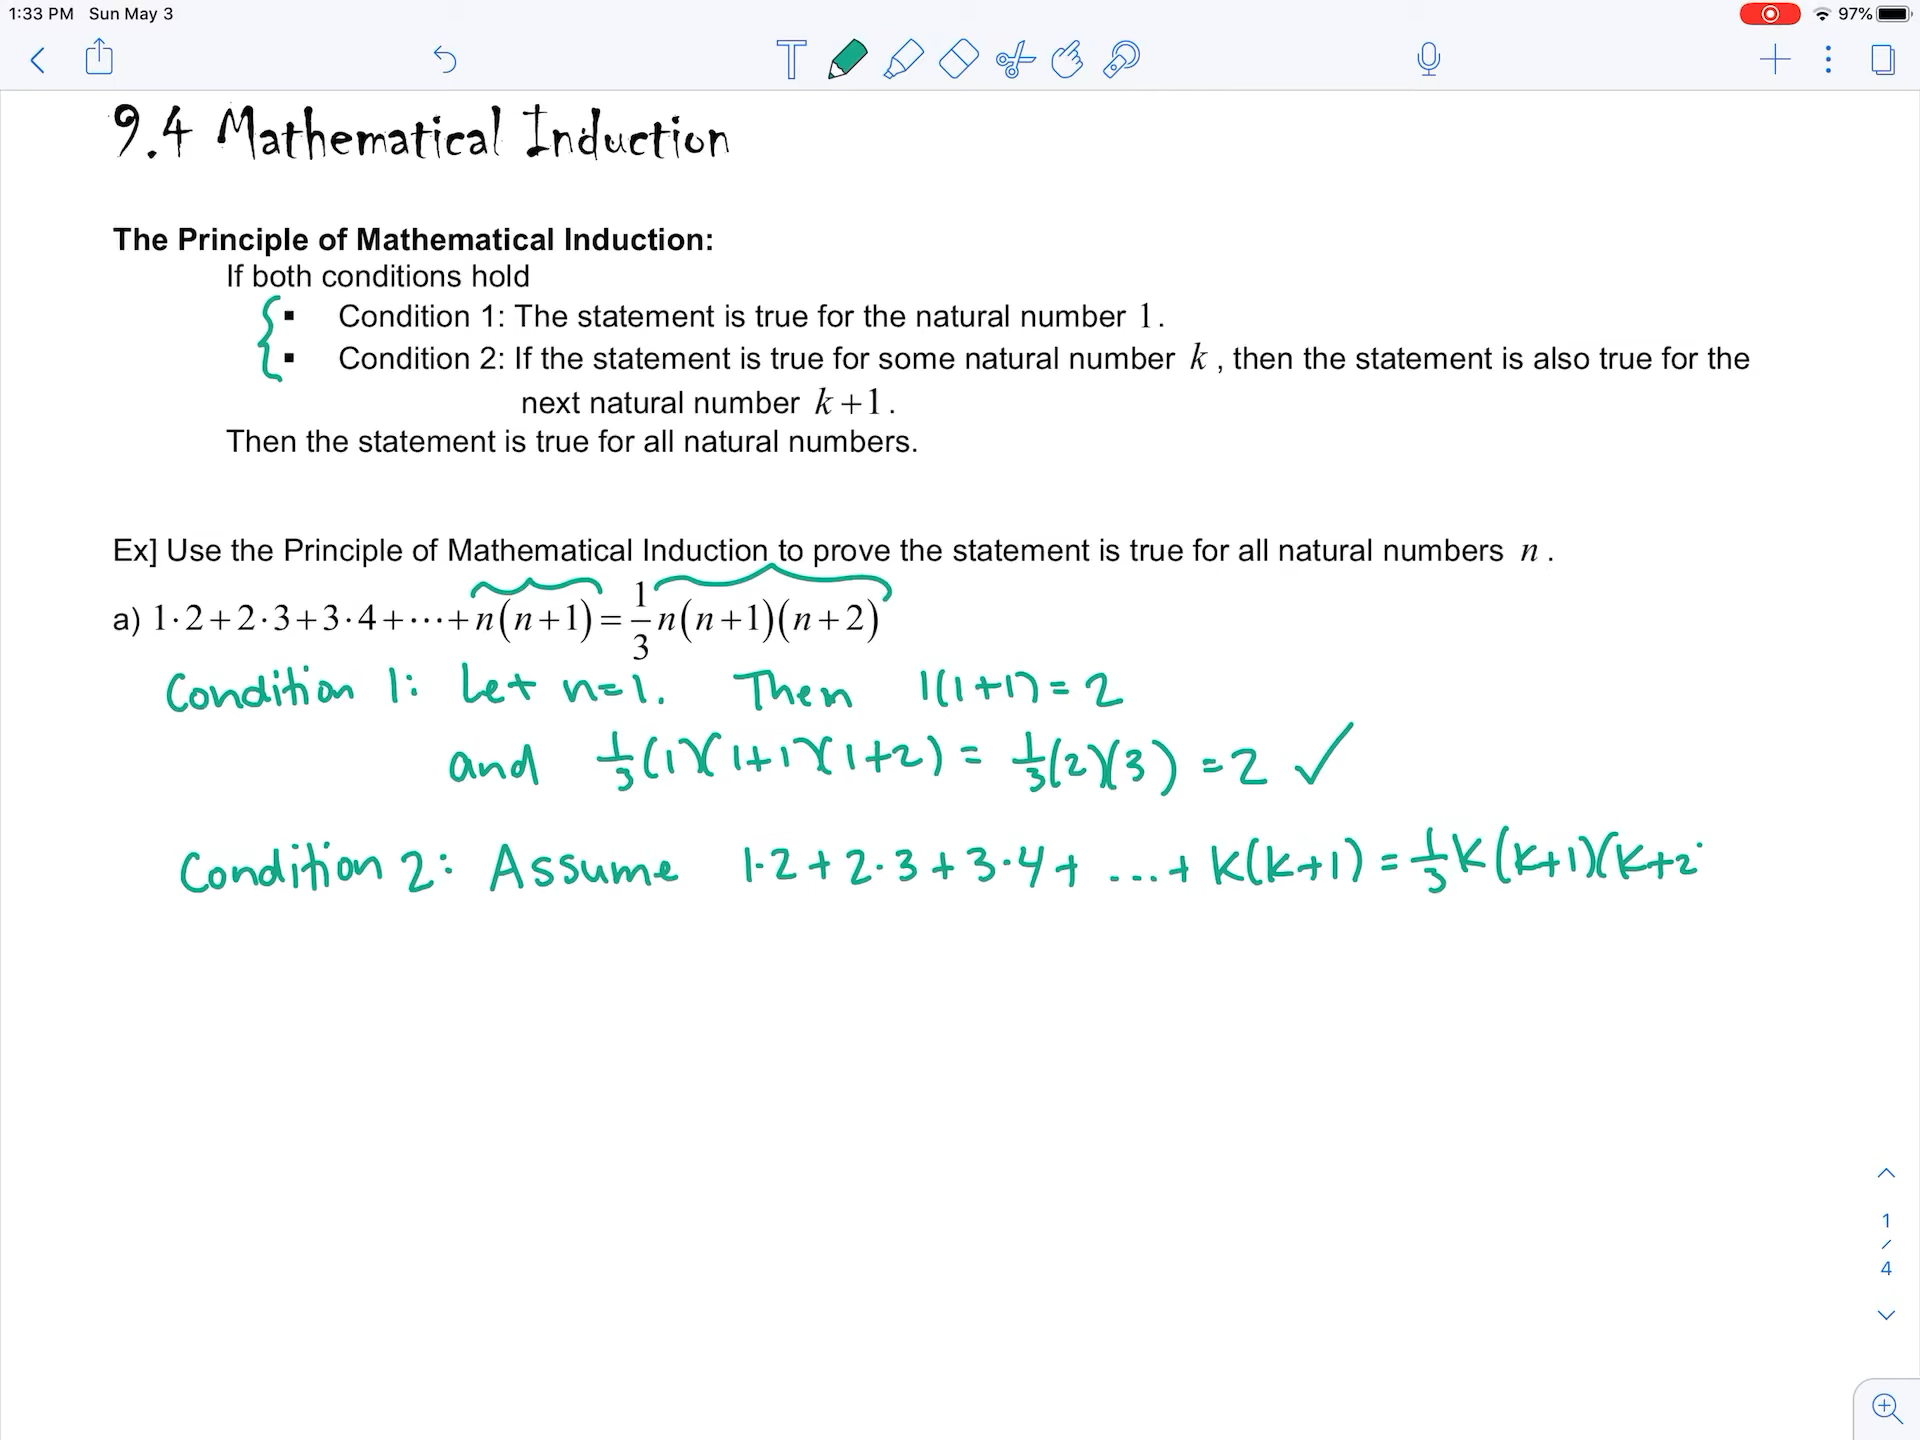 1:33 PM Sun May 3 97%
9.4 Mathematical Induction
The Principle of Mathematical Induction:
If both conditions hold
▪ Condition 1: The statement is true for the natural number 1.
▪ Condition 2: If the statement is true for some natural number k, then the statement is also true for the
next natural number k+1.
Then the statement is true for all natural numbers.
Ex] Use the Principle of Mathematical Induction to prove the statement is true for all natural numbers n.
a) 1·2+2·3+3·4+···+n(n+1)=1/3 n(n+1)(n+2)
Condition 1: Let n=1. Then 1(1+1)=2
and 1/3(1)(1+1)(1+2) = 1/3(2)(3) = 2 ✓
Condition 2: Assume 1·2+2·3+3·4+ ...+ k(k+1) = 1/3 k(k+1)(k+2
1
/
4